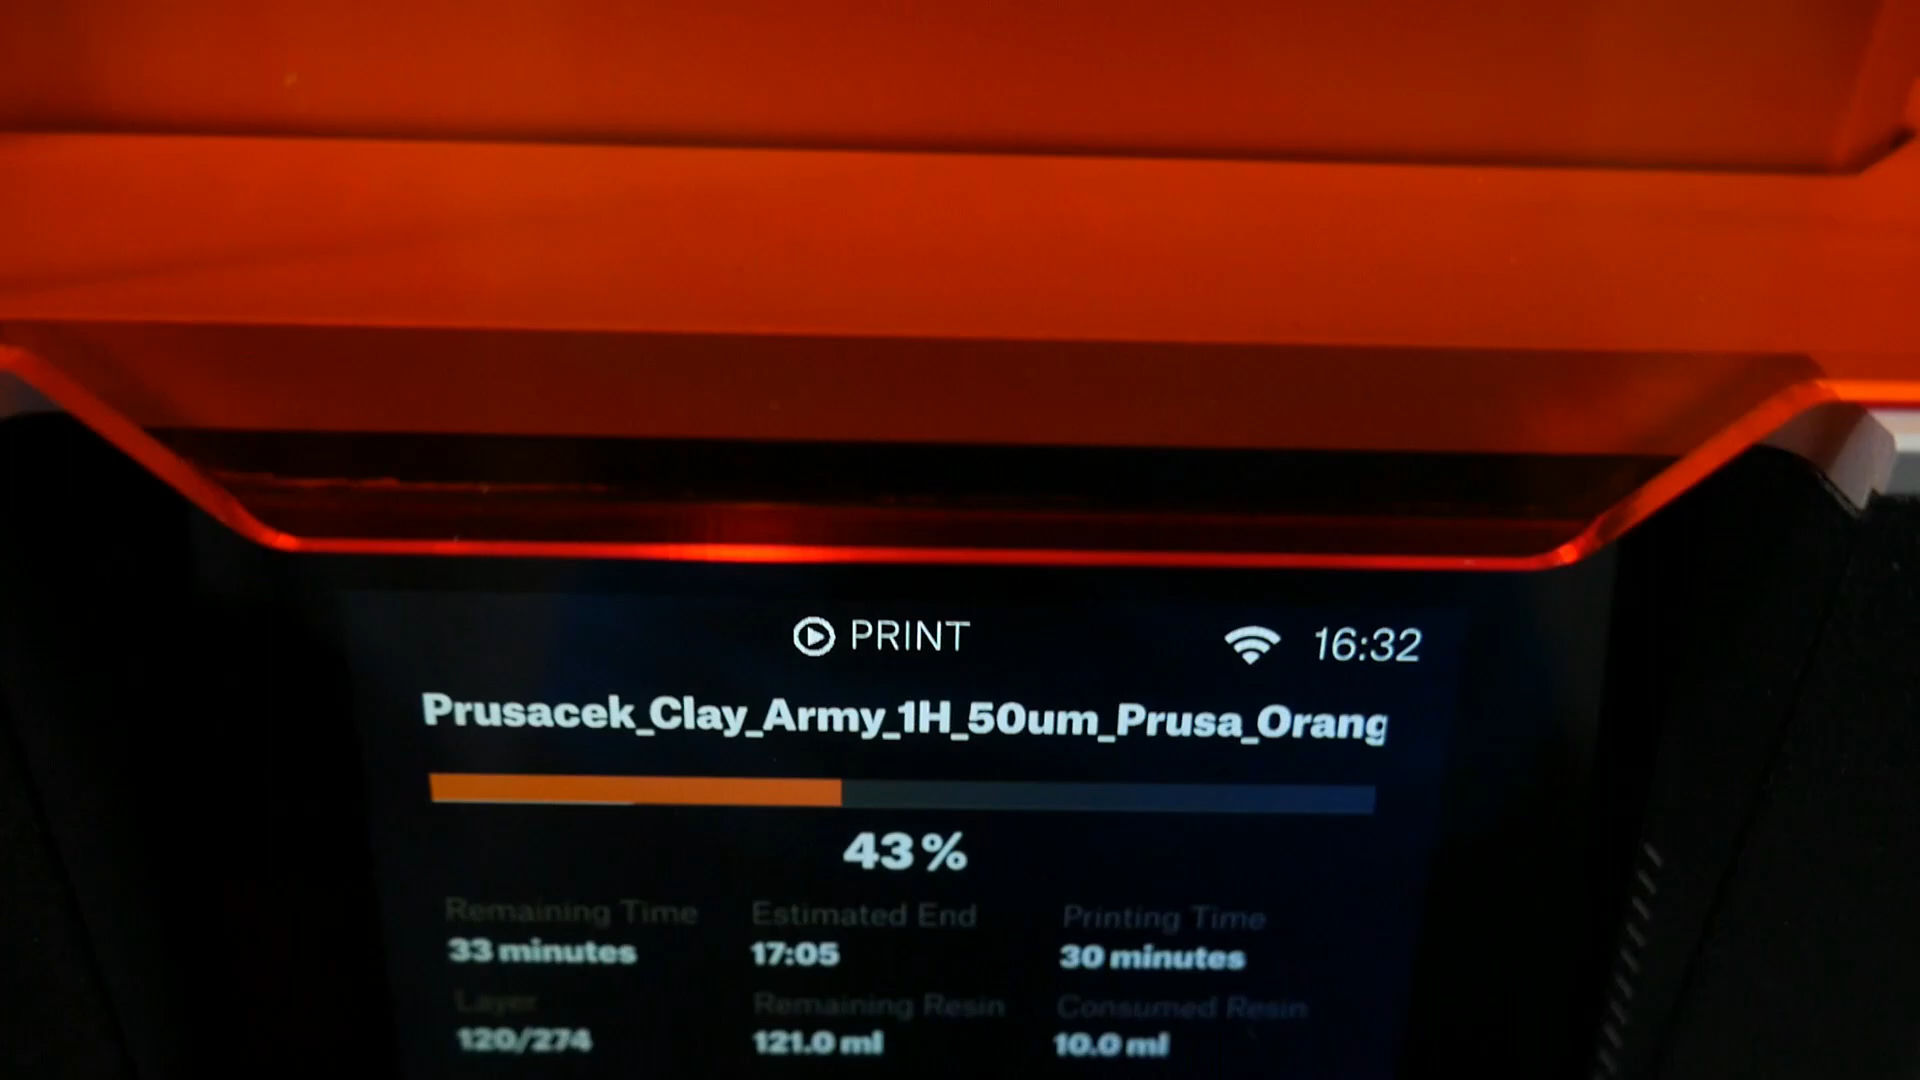 PRINT 16:32
Prusacek_Clay_Army_1H_50um_Prusa_Orang
43%
Remaining Time Estimated End Printing Time
33 minutes 17:05 30 minutes
Layer Remaining Resin Consumed Resin
120/274 121.0 ml 10.0 ml